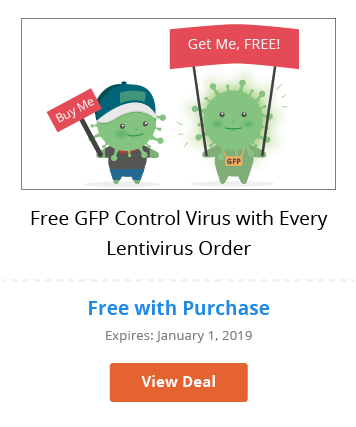 Get Me, FREE!
Buy Me
GFP
Free GFP Control Virus with Every
Lentivirus Order
Free with Purchase
Expires: January 1, 2019
View Deal